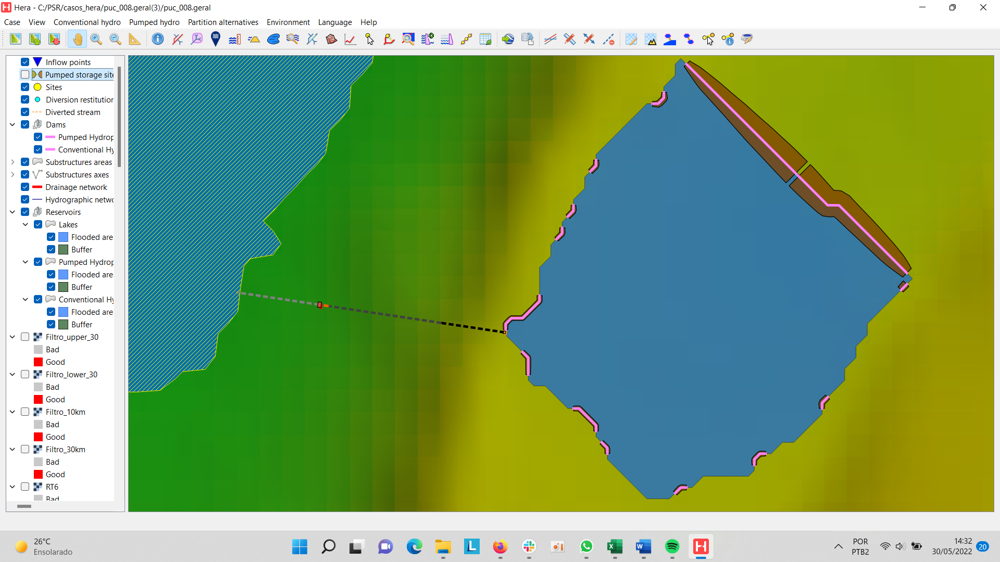 Hera - C:/PSR/casos_hera/puc_008.geral(3)/puc_008.geral
Case View Conventional hydro Pumped hydro Partition alternatives Environment Language Help
Inflow points
Pumped storage site
Sites
Diversion restitution
Diverted stream
Dams
Pumped Hydrop
Conventional Hy
Substructures areas
Substructures axes
Drainage network
Hydrographic netwo
Reservoirs
Lakes
Flooded are
Buffer
Pumped Hydrop
Flooded are
Buffer
Conventional Hy
Flooded are
Buffer
Filtro_upper_30
Bad
Good
Filtro_lower_30
Bad
Good
Filtro_10km
Bad
Good
Filtro_30km
Bad
Good
RT6
Bad
26°C
Ensolarado
POR
PTB2
14:32
30/05/2022
20